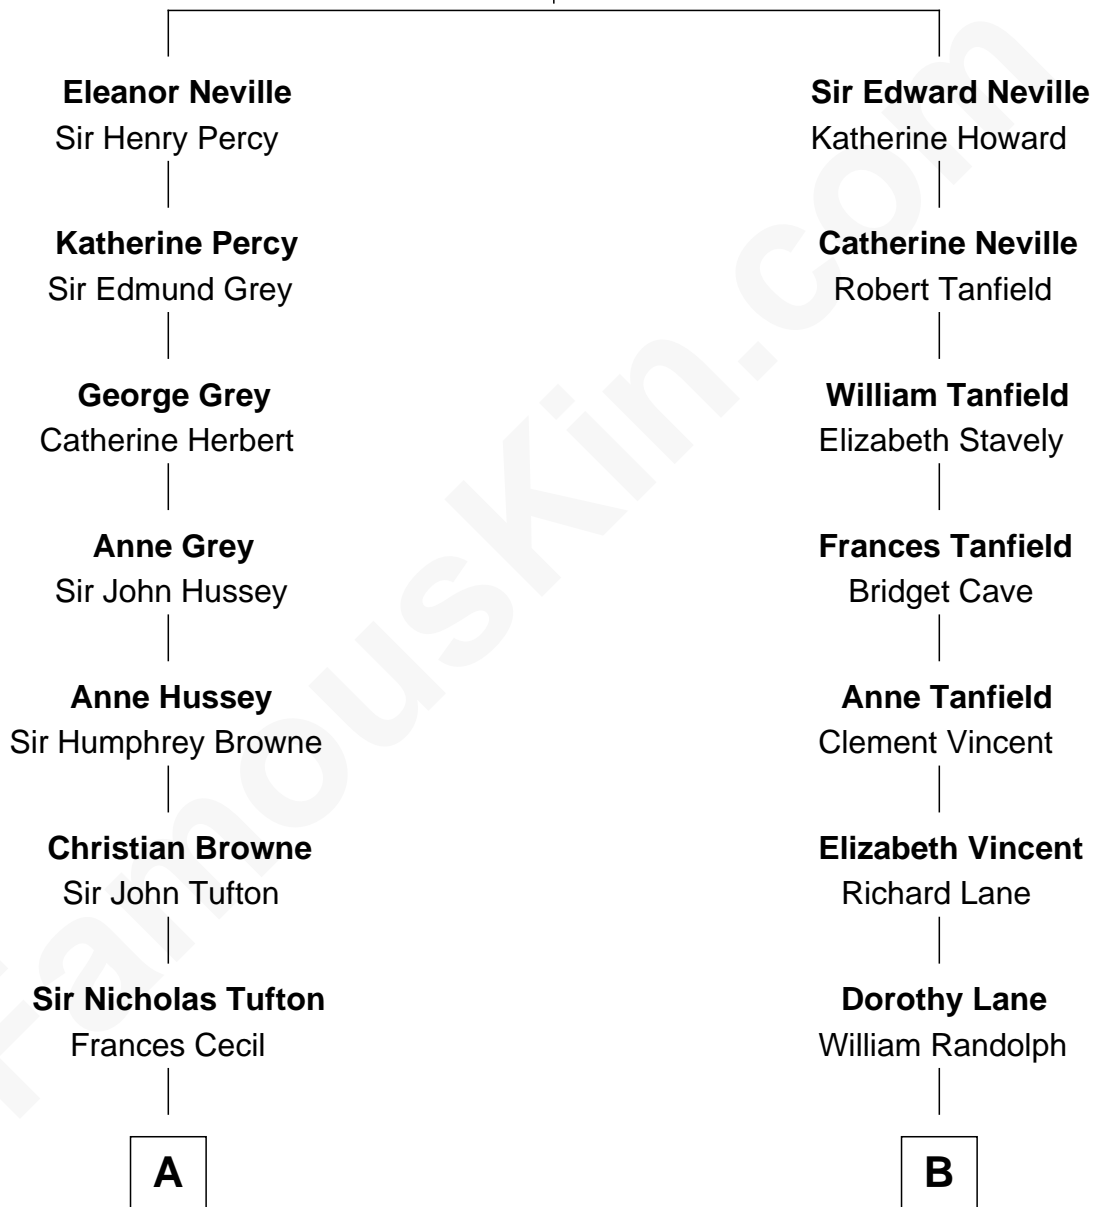 Eleanor Neville
Sir Henry Percy
Katherine Percy
Sir Edmund Grey
George Grey
Catherine Herbert
Anne Grey
Sir John Hussey
Anne Hussey
Sir Humphrey Browne
Christian Browne
Sir John Tufton
Sir Nicholas Tufton
Frances Cecil
A
Sir Edward Neville
Katherine Howard
Catherine Neville
Robert Tanfield
William Tanfield
Elizabeth Stavely
Frances Tanfield
Bridget Cave
Anne Tanfield
Clement Vincent
Elizabeth Vincent
Richard Lane
Dorothy Lane
William Randolph
B
FamousKin.com